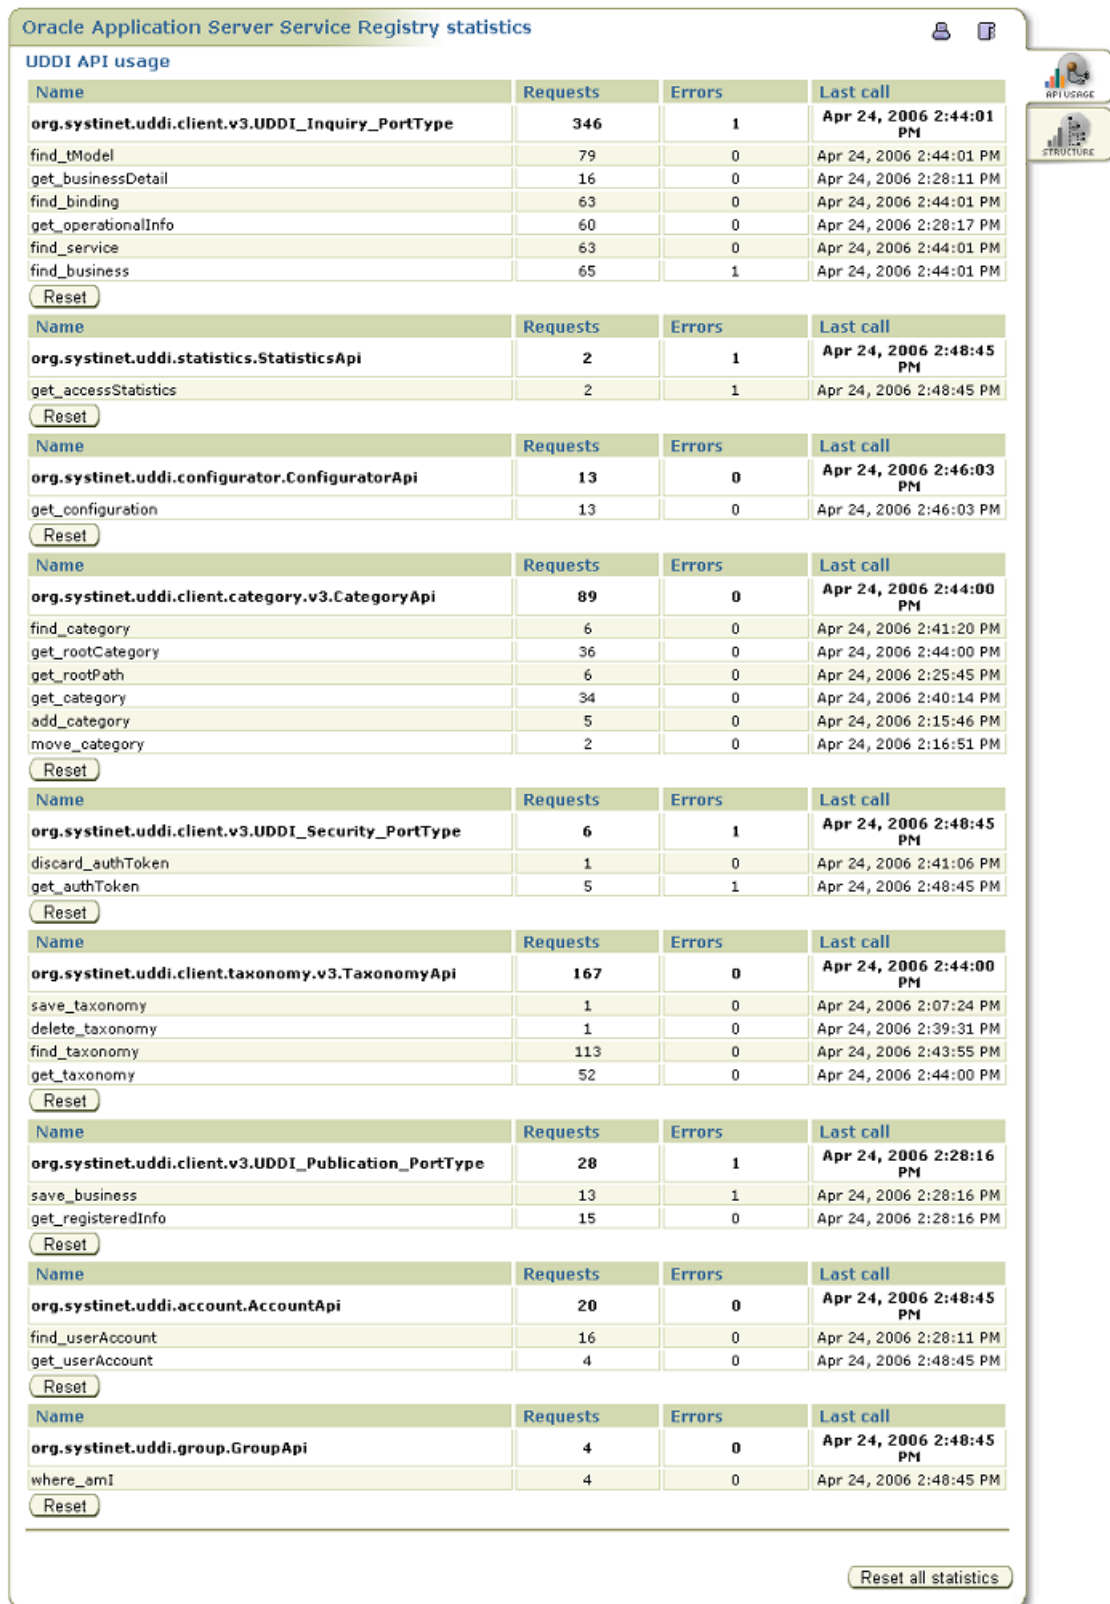 Oracle Application Server Service Registry statistics
UDDI API usage
API USAGE
STRUCTURE
Name Requests Errors Last call
org.systinet.uddi.client.v3.UDDI_Inquiry_PortType 346 1 Apr 24, 2006 2:44:01 PM
find_tModel 79 0 Apr 24, 2006 2:44:01 PM
get_businessDetail 16 0 Apr 24, 2006 2:28:11 PM
find_binding 63 0 Apr 24, 2006 2:44:01 PM
get_operationalInfo 60 0 Apr 24, 2006 2:28:17 PM
find_service 63 0 Apr 24, 2006 2:44:01 PM
find_business 65 1 Apr 24, 2006 2:44:01 PM
Reset
Name Requests Errors Last call
org.systinet.uddi.statistics.StatisticsApi 2 1 Apr 24, 2006 2:48:45 PM
get_accessStatistics 2 1 Apr 24, 2006 2:48:45 PM
Reset
Name Requests Errors Last call
org.systinet.uddi.configurator.ConfiguratorApi 13 0 Apr 24, 2006 2:46:03 PM
get_configuration 13 0 Apr 24, 2006 2:46:03 PM
Reset
Name Requests Errors Last call
org.systinet.uddi.client.category.v3.CategoryApi 89 0 Apr 24, 2006 2:44:00 PM
find_category 6 0 Apr 24, 2006 2:41:20 PM
get_rootCategory 36 0 Apr 24, 2006 2:44:00 PM
get_rootPath 6 0 Apr 24, 2006 2:25:45 PM
get_category 34 0 Apr 24, 2006 2:40:14 PM
add_category 5 0 Apr 24, 2006 2:15:46 PM
move_category 2 0 Apr 24, 2006 2:16:51 PM
Reset
Name Requests Errors Last call
org.systinet.uddi.client.v3.UDDI_Security_PortType 6 1 Apr 24, 2006 2:48:45 PM
discard_authToken 1 0 Apr 24, 2006 2:41:06 PM
get_authToken 5 1 Apr 24, 2006 2:48:45 PM
Reset
Name Requests Errors Last call
org.systinet.uddi.client.taxonomy.v3.TaxonomyApi 167 0 Apr 24, 2006 2:44:00 PM
save_taxonomy 1 0 Apr 24, 2006 2:07:24 PM
delete_taxonomy 1 0 Apr 24, 2006 2:39:31 PM
find_taxonomy 113 0 Apr 24, 2006 2:43:55 PM
get_taxonomy 52 0 Apr 24, 2006 2:44:00 PM
Reset
Name Requests Errors Last call
org.systinet.uddi.client.v3.UDDI_Publication_PortType 28 1 Apr 24, 2006 2:28:16 PM
save_business 13 1 Apr 24, 2006 2:28:16 PM
get_registeredInfo 15 0 Apr 24, 2006 2:28:16 PM
Reset
Name Requests Errors Last call
org.systinet.uddi.account.AccountApi 20 0 Apr 24, 2006 2:48:45 PM
find_userAccount 16 0 Apr 24, 2006 2:28:11 PM
get_userAccount 4 0 Apr 24, 2006 2:48:45 PM
Reset
Name Requests Errors Last call
org.systinet.uddi.group.GroupApi 4 0 Apr 24, 2006 2:48:45 PM
where_amI 4 0 Apr 24, 2006 2:48:45 PM
Reset
Reset all statistics